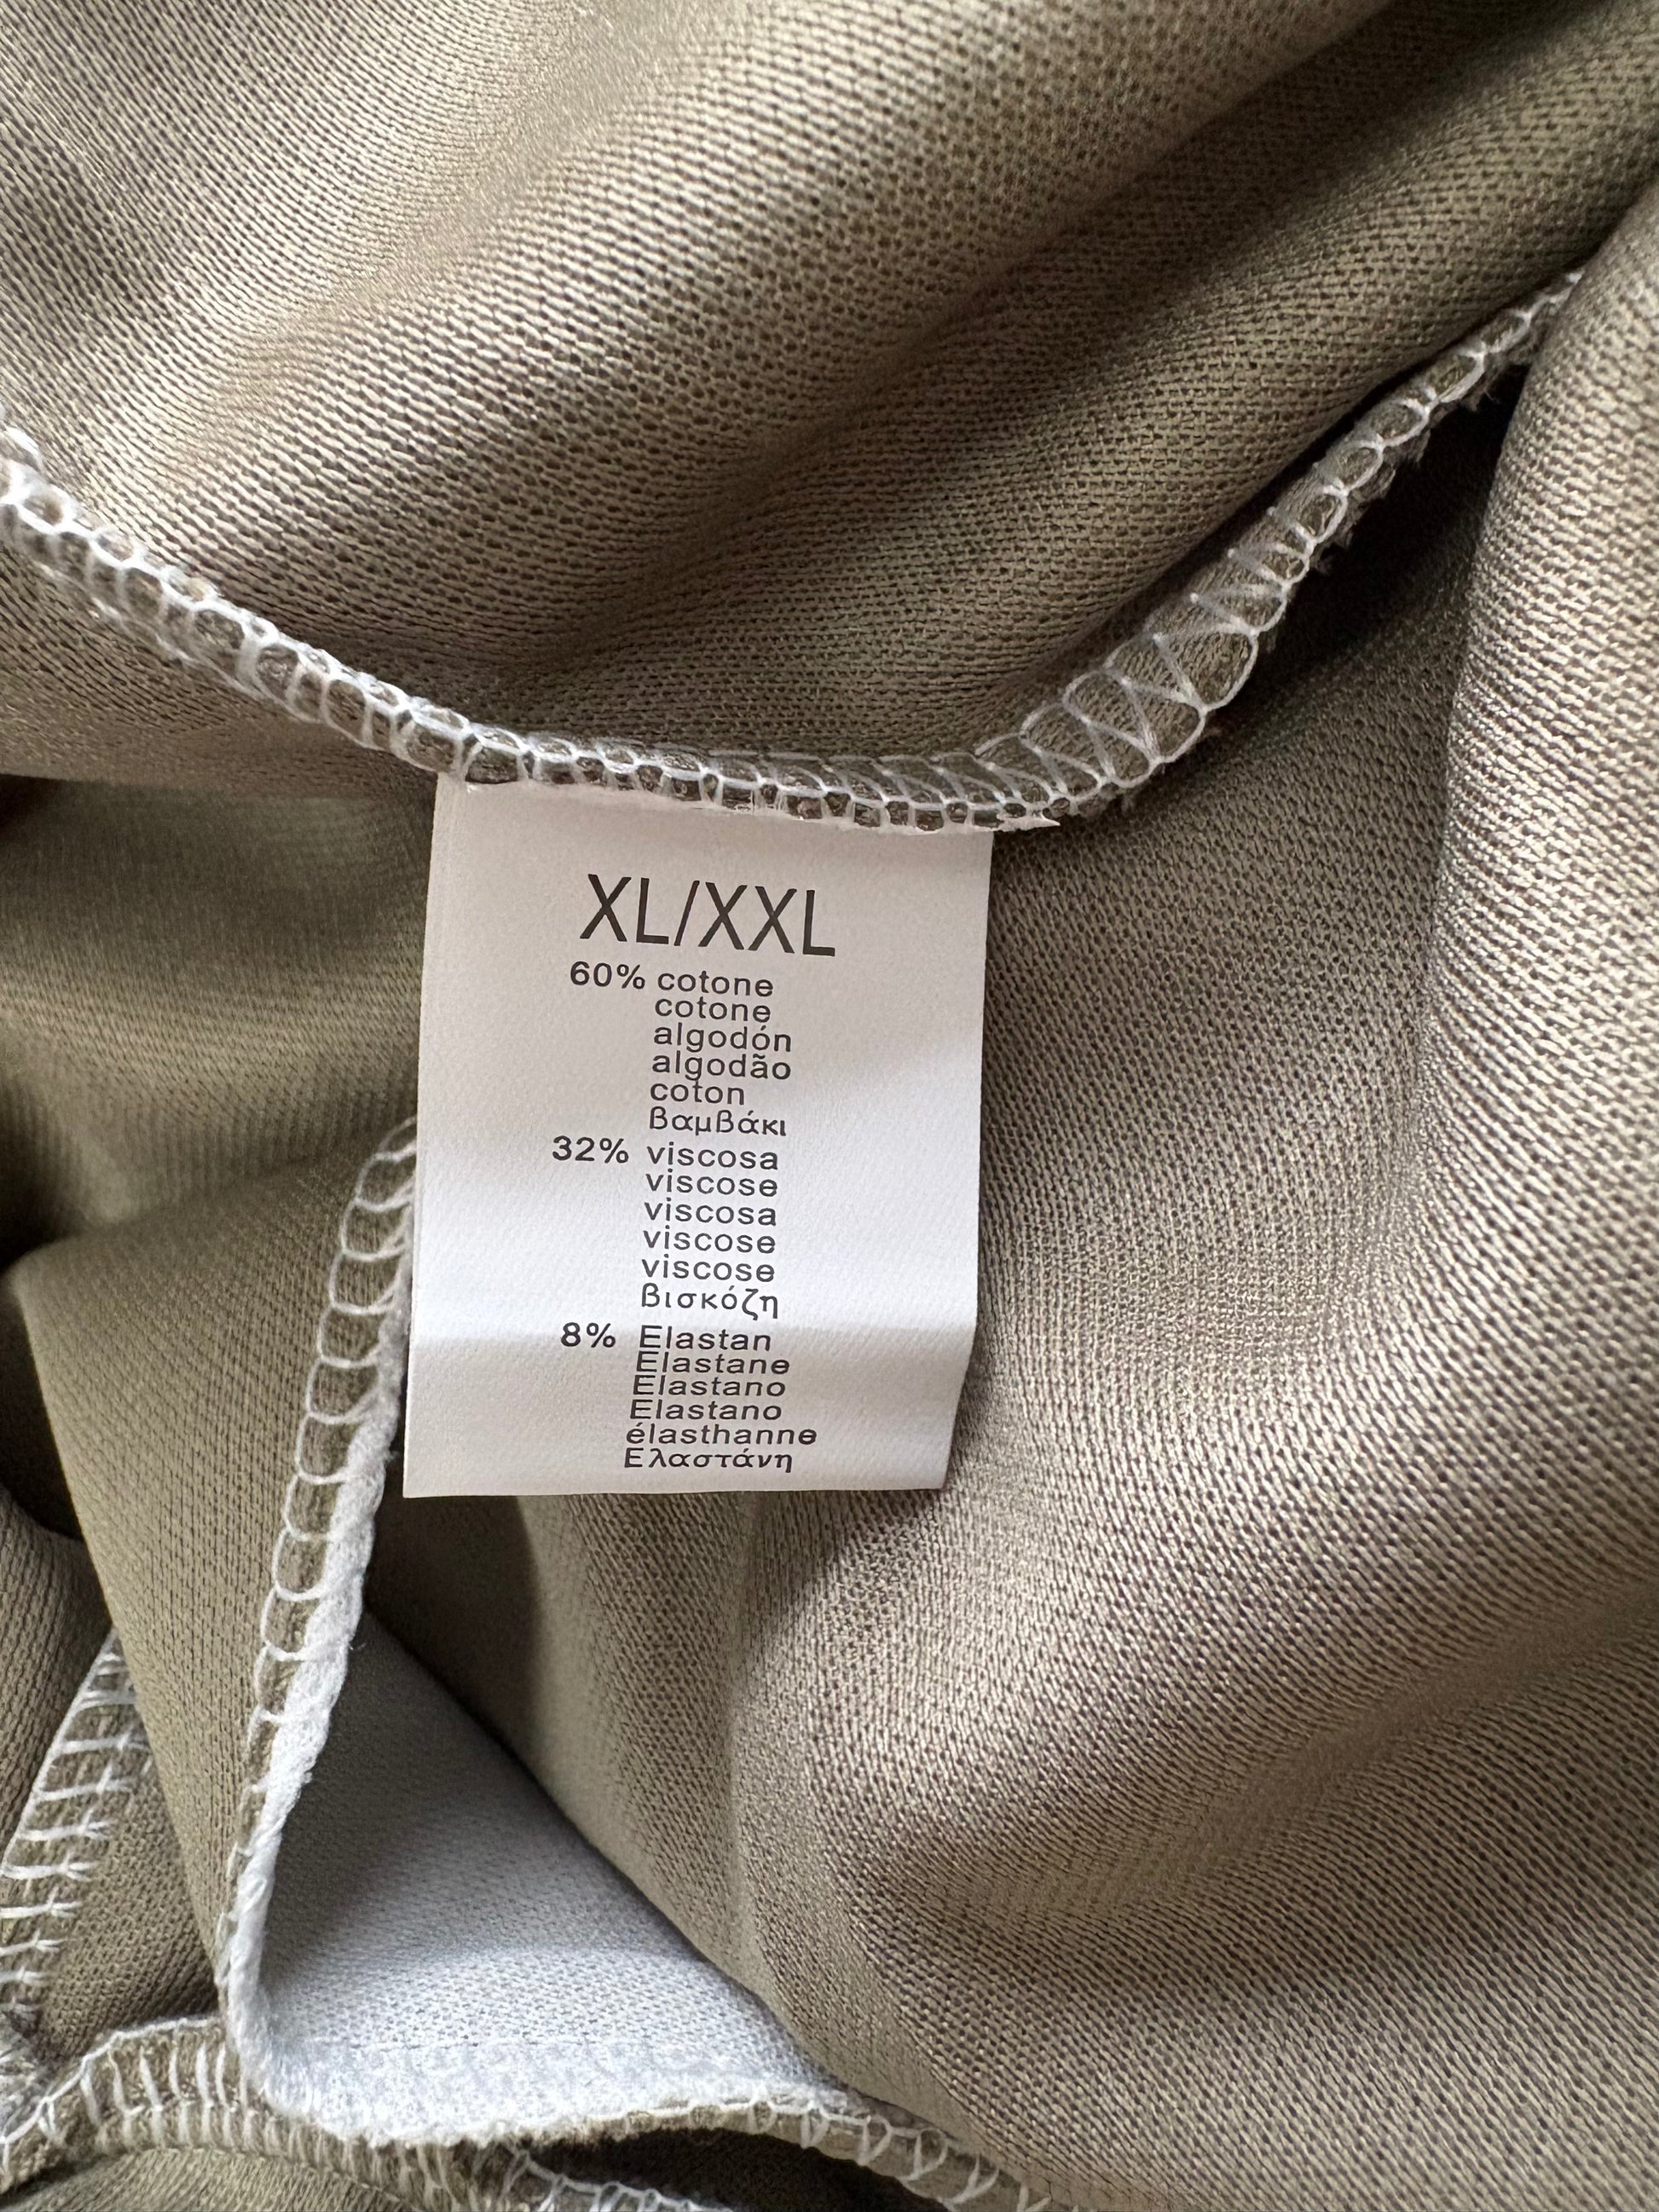 XL/XXL
60% cotone
cotone
algodón
algodão
coton
βαμβάκι
32% viscosa
viscose
viscosa
viscose
viscose
βισκόζη
8% Elastan
Elastane
Elastano
Elastano
élasthanne
Ελαστάνη